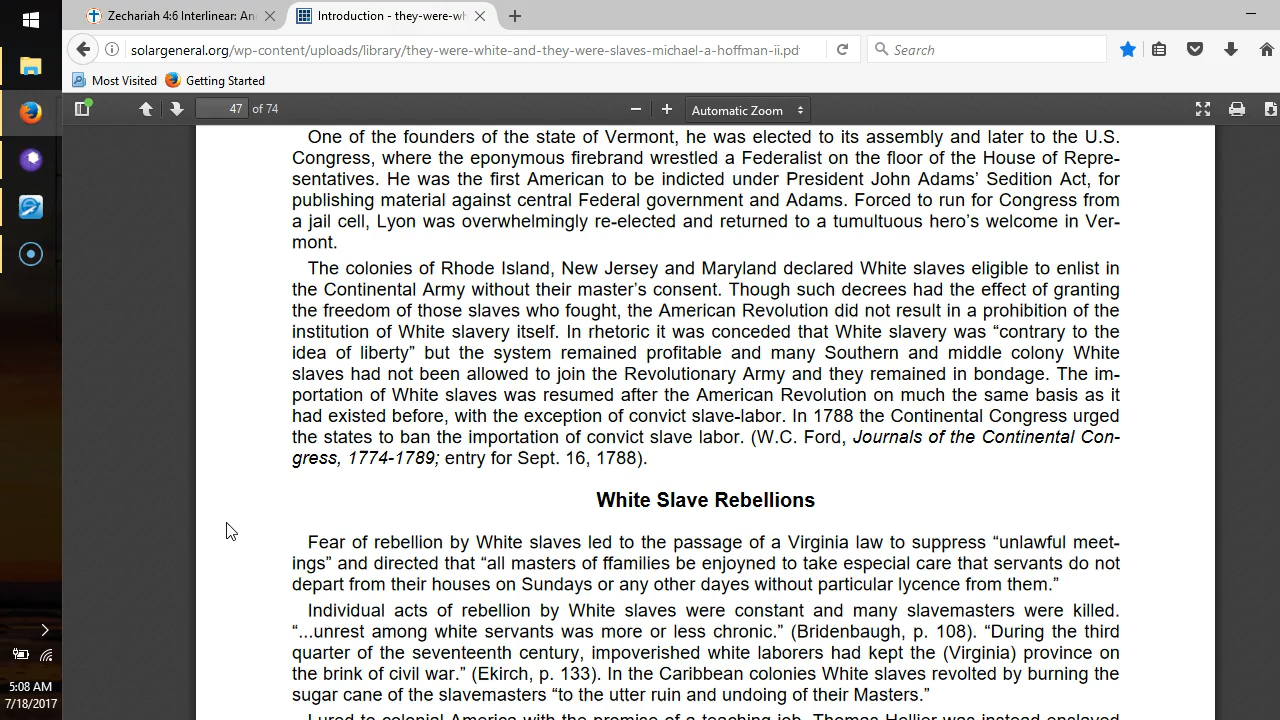 Zechariah 4:6 Interlinear: An
Introduction - they-were-wh
solargeneral.org/wp-content/uploads/library/they-were-white-and-they-were-slaves-michael-a-hoffman-ii.pd
Search
Most Visited
Getting Started
47 of 74
Automatic Zoom
One of the founders of the state of Vermont, he was elected to its assembly and later to the U.S.
Congress, where the eponymous firebrand wrestled a Federalist on the floor of the House of Repre-
sentatives. He was the first American to be indicted under President John Adams' Sedition Act, for
publishing material against central Federal government and Adams. Forced to run for Congress from
a jail cell, Lyon was overwhelmingly re-elected and returned to a tumultuous hero's welcome in Ver-
mont.
The colonies of Rhode Island, New Jersey and Maryland declared White slaves eligible to enlist in
the Continental Army without their master's consent. Though such decrees had the effect of granting
the freedom of those slaves who fought, the American Revolution did not result in a prohibition of the
institution of White slavery itself. In rhetoric it was conceded that White slavery was “contrary to the
idea of liberty” but the system remained profitable and many Southern and middle colony White
slaves had not been allowed to join the Revolutionary Army and they remained in bondage. The im-
portation of White slaves was resumed after the American Revolution on much the same basis as it
had existed before, with the exception of convict slave-labor. In 1788 the Continental Congress urged
the states to ban the importation of convict slave labor. (W.C. Ford, Journals of the Continental Con-
gress, 1774-1789; entry for Sept. 16, 1788).
White Slave Rebellions
Fear of rebellion by White slaves led to the passage of a Virginia law to suppress “unlawful meet-
ings” and directed that “all masters of ffamilies be enjoyned to take especial care that servants do not
depart from their houses on Sundays or any other dayes without particular lycence from them.”
Individual acts of rebellion by White slaves were constant and many slavemasters were killed.
“...unrest among white servants was more or less chronic.” (Bridenbaugh, p. 108). “During the third
quarter of the seventeenth century, impoverished white laborers had kept the (Virginia) province on
the brink of civil war.” (Ekirch, p. 133). In the Caribbean colonies White slaves revolted by burning the
sugar cane of the slavemasters “to the utter ruin and undoing of their Masters.”
Lured to colonial America with the promise of a teaching job, Thomas Hellier was instead enslaved
5:08 AM
7/18/2017